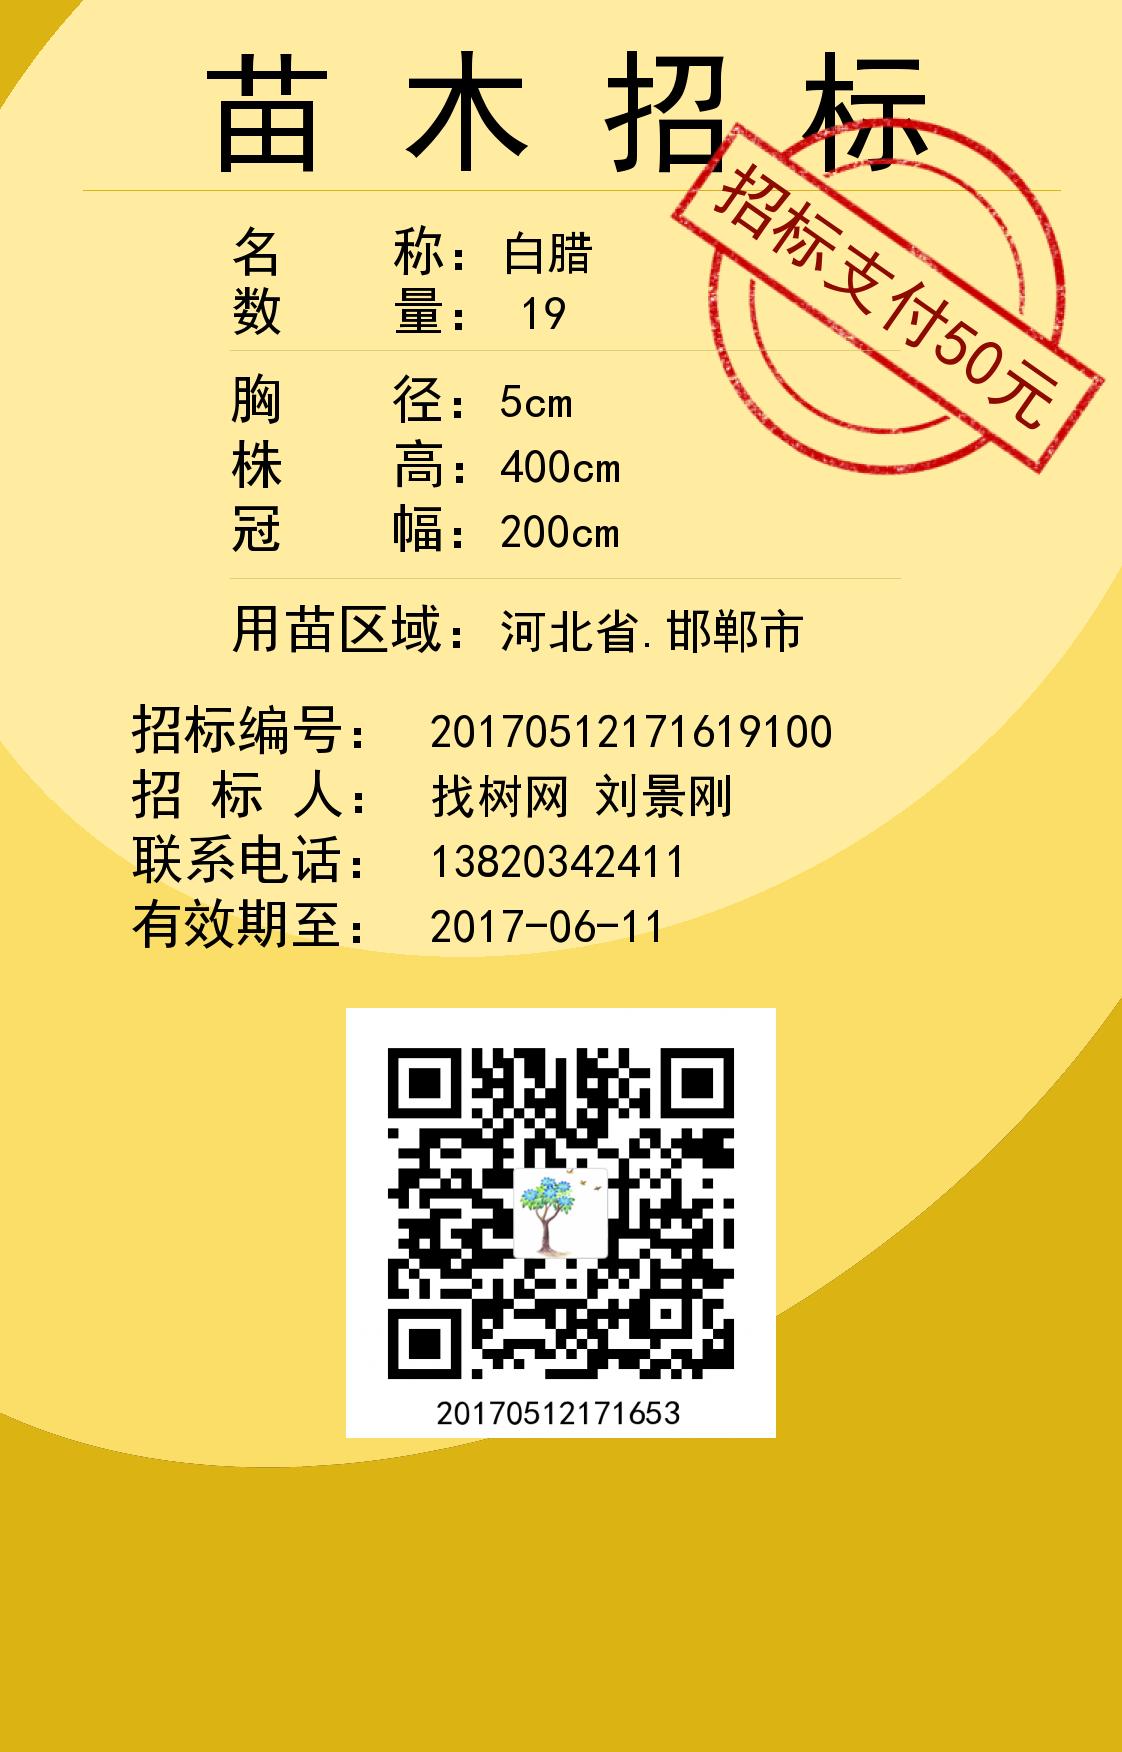 苗木招标
招标支付50元
名 称：白腊
数 量：19
胸 径：5cm
株 高：400cm
冠 幅：200cm
用苗区域：河北省.邯郸市
招标编号：20170512171619100
招 标 人：找树网 刘景刚
联系电话：13820342411
有效期至：2017-06-11
20170512171653